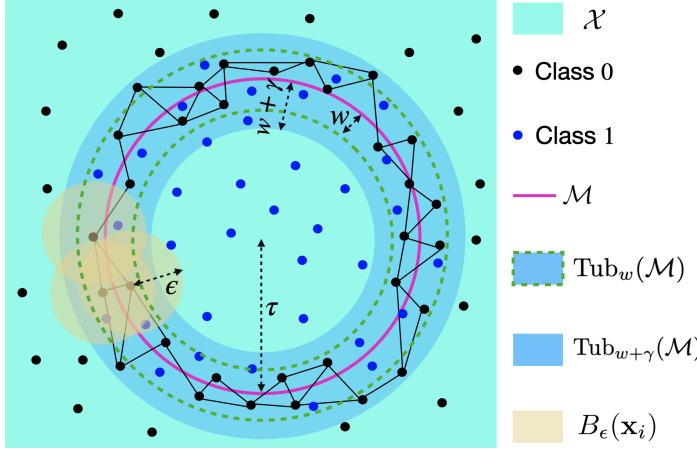 𝒳
Class 0
Class 1
ℳ
Tub_w(ℳ)
Tub_{w+γ}(ℳ)
B_ϵ(𝐱_i)
w + γ
w
ϵ
τ